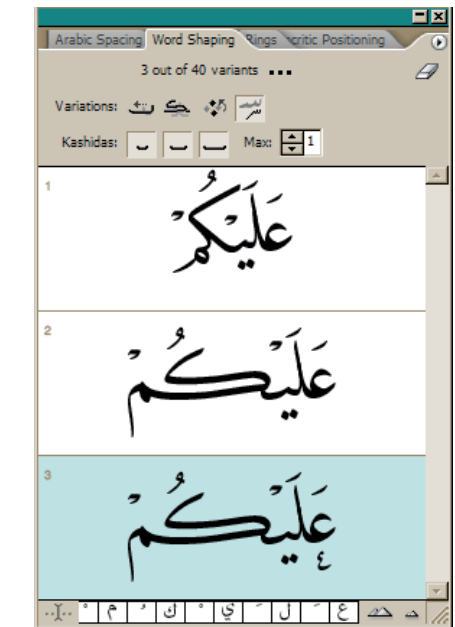 Arabic Spacing Word Shaping Rings critic Positioning
3 out of 40 variants
Variations:
Kashidas: Max: 1
1
عَلَيْكُمْ
2
عَلَيْكُمْ
3
عَلَيْكُمْ
ع َ ل َ ي ْ ك ُ م ْ